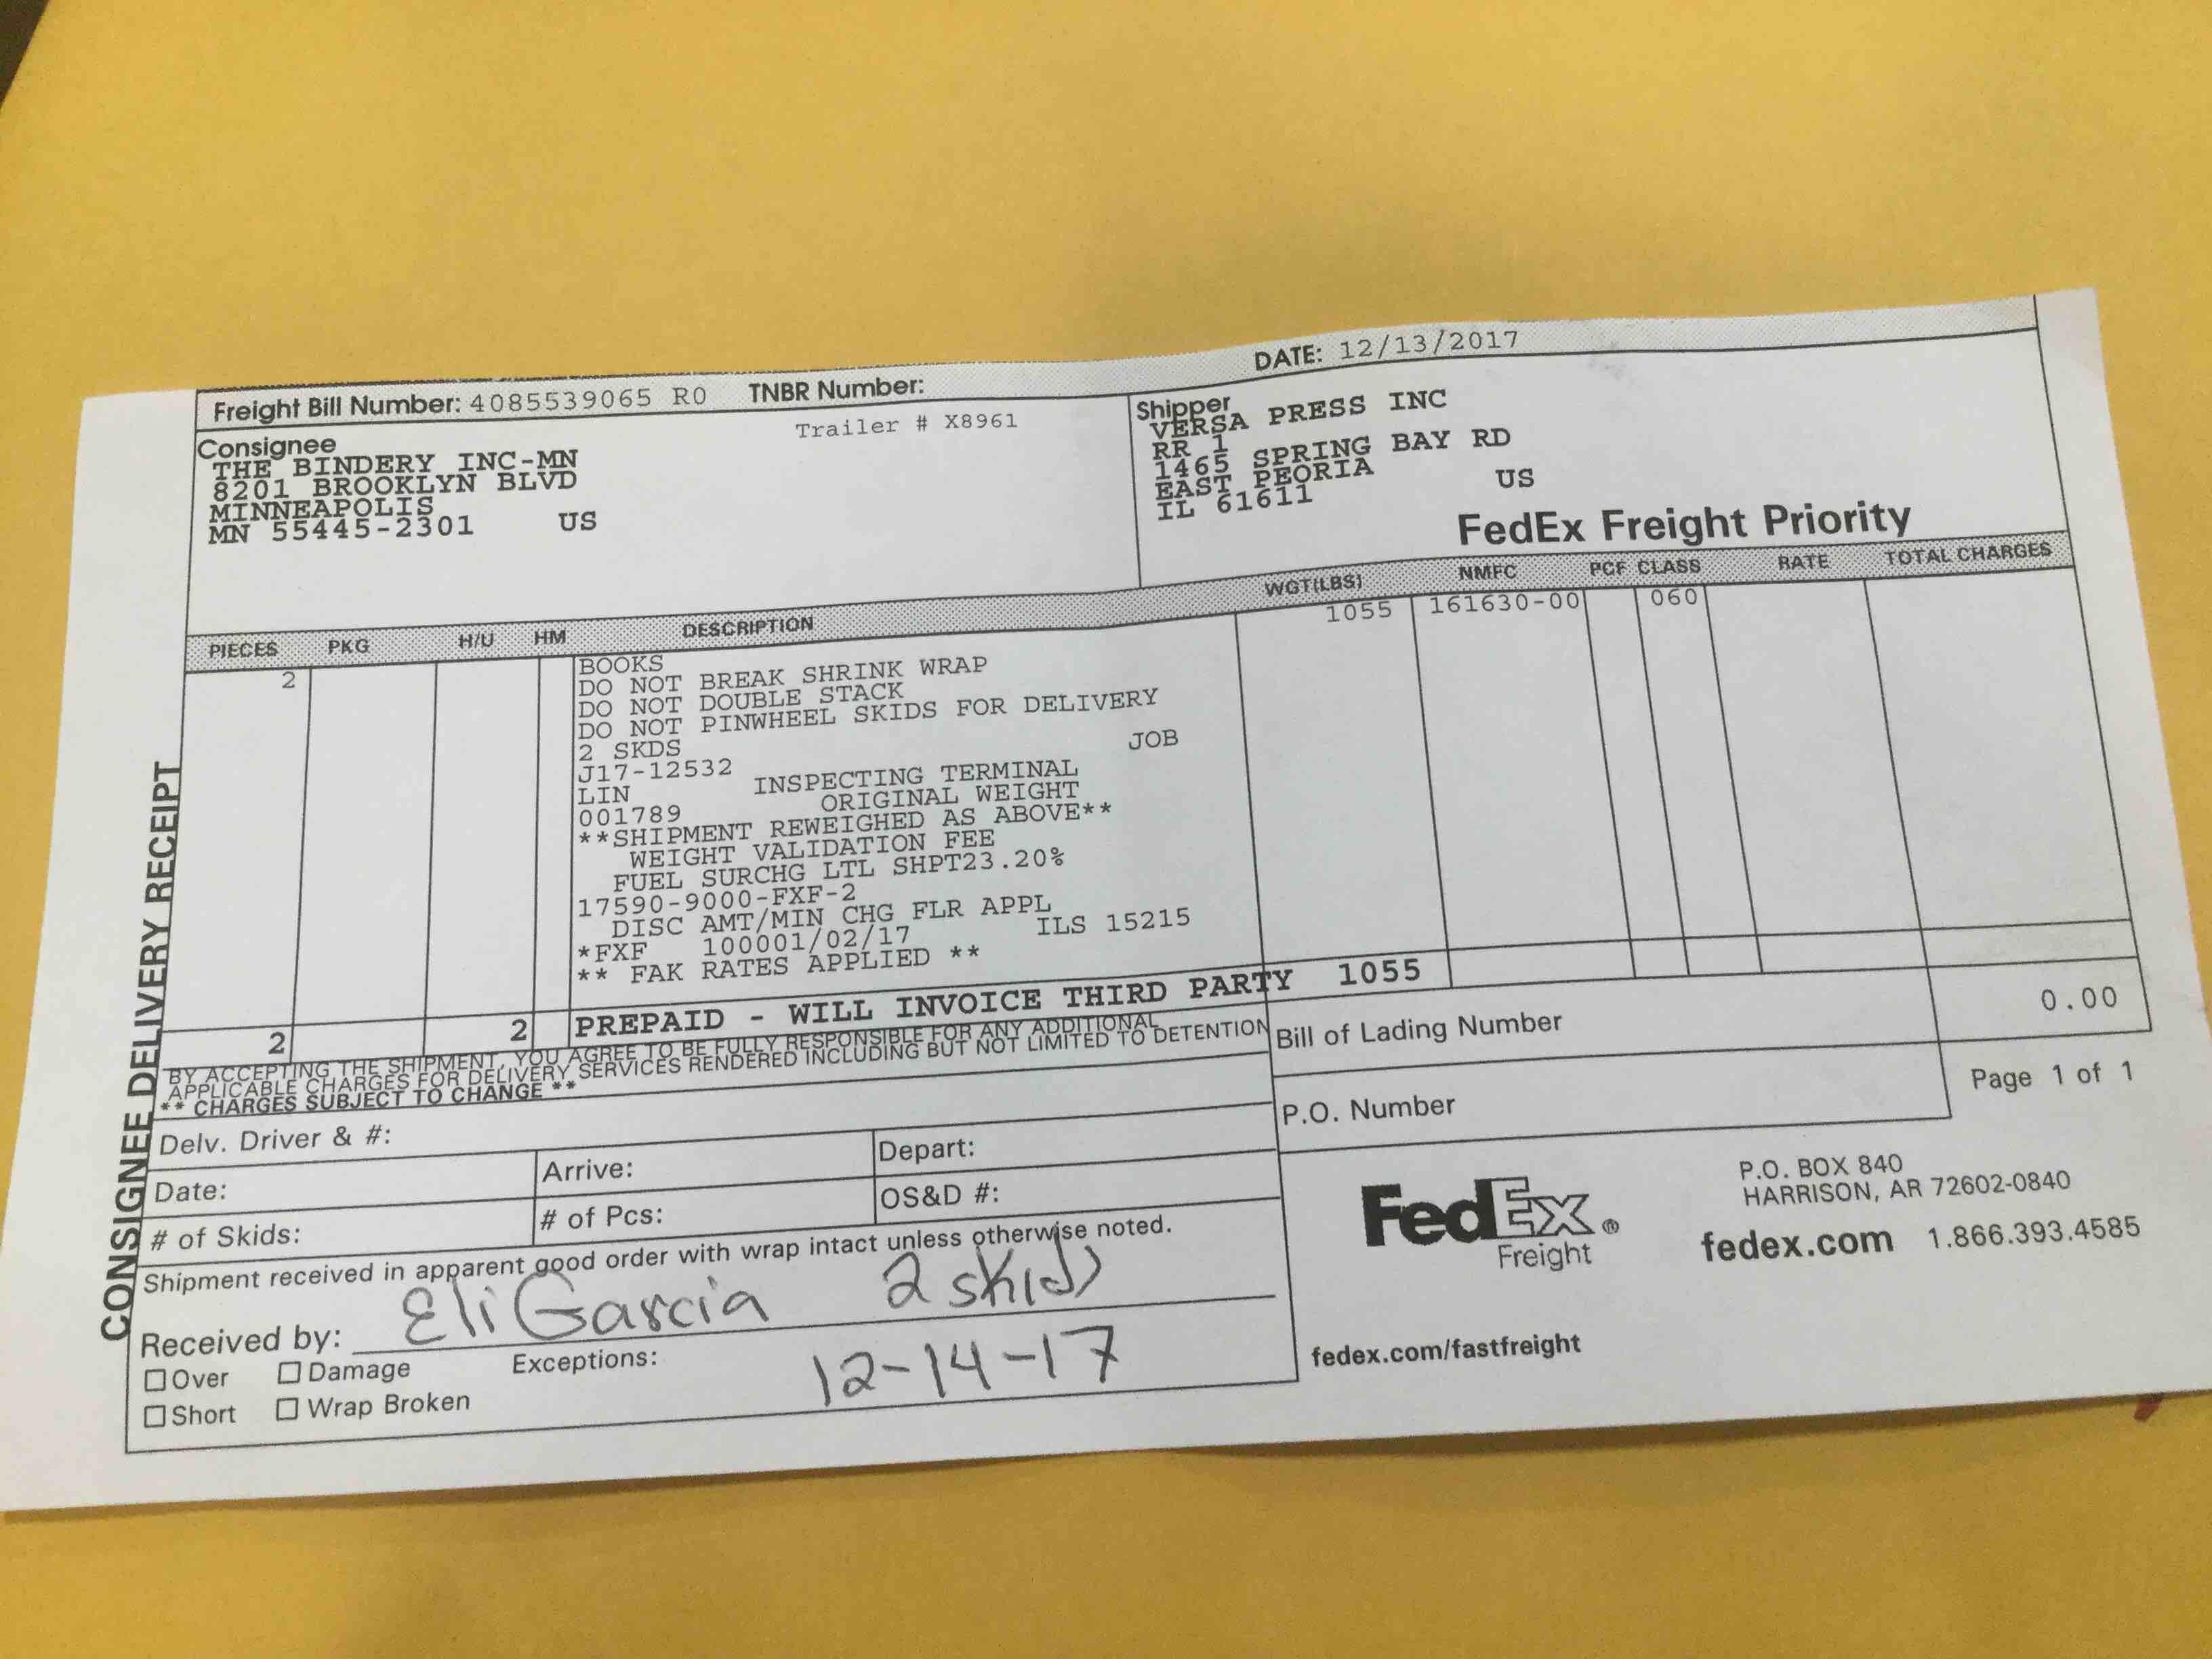 DATE: 12/13/2017
Freight Bill Number: 4085539065 R0 TNBR Number:
Trailer # X8961
Consignee
THE BINDERY INC-MN
8201 BROOKLYN BLVD
MINNEAPOLIS
MN 55445-2301 US
Shipper
VERSA PRESS INC
RR 1
1465 SPRING BAY RD
EAST PEORIA
IL 61611 US
FedEx Freight Priority
PIECES PKG H/U HM DESCRIPTION WGT(LBS) NMFC PCF CLASS RATE TOTAL CHARGES
2 BOOKS 1055 161630-00 060
DO NOT BREAK SHRINK WRAP
DO NOT DOUBLE STACK
DO NOT PINWHEEL SKIDS FOR DELIVERY
2 SKDS JOB
J17-12532
LIN INSPECTING TERMINAL
001789 ORIGINAL WEIGHT
**SHIPMENT REWEIGHED AS ABOVE**
WEIGHT VALIDATION FEE
FUEL SURCHG LTL SHPT23.20%
17590-9000-FXF-2
DISC AMT/MIN CHG FLR APPL
*FXF 100001/02/17 ILS 15215
** FAK RATES APPLIED **
2 2 PREPAID - WILL INVOICE THIRD PARTY 1055
0.00
BY ACCEPTING THE SHIPMENT, YOU AGREE TO BE FULLY RESPONSIBLE FOR ANY ADDITIONAL
APPLICABLE CHARGES FOR DELIVERY SERVICES RENDERED INCLUDING BUT NOT LIMITED TO DETENTION
** CHARGES SUBJECT TO CHANGE **
Bill of Lading Number
P.O. Number
Page 1 of 1
Delv. Driver & #:
Date: Arrive: Depart:
# of Skids: # of Pcs: OS&D #:
Shipment received in apparent good order with wrap intact unless otherwise noted.
Received by: Eli Garcia 2 skids
Over Damage Exceptions: 12-14-17
Short Wrap Broken
CONSIGNEE DELIVERY RECEIPT
FedEx ®
Freight
P.O. BOX 840
HARRISON, AR 72602-0840
fedex.com 1.866.393.4585
fedex.com/fastfreight